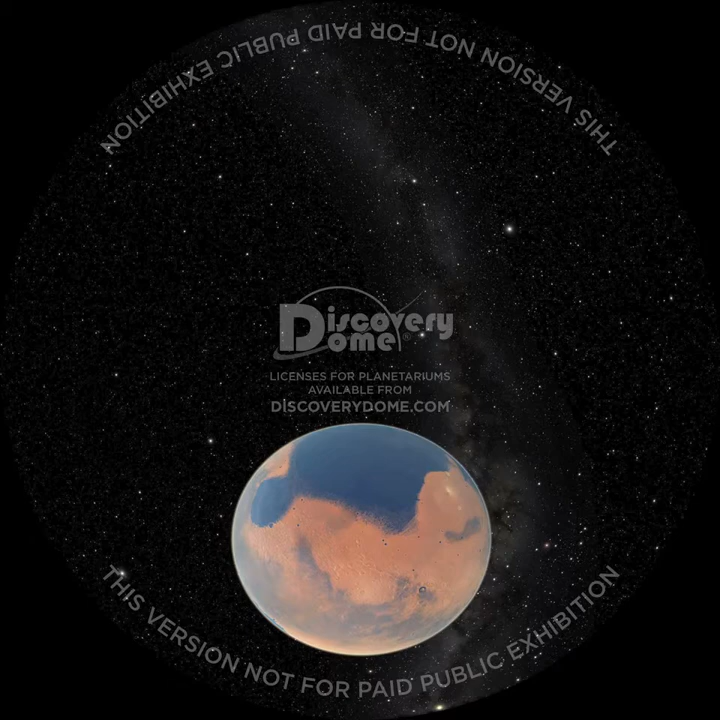 THIS VERSION NOT FOR PAID PUBLIC EXHIBITION
Discovery
Dome®
LICENSES FOR PLANETARIUMS
AVAILABLE FROM
DISCOVERYDOME.COM
THIS VERSION NOT FOR PAID PUBLIC EXHIBITION